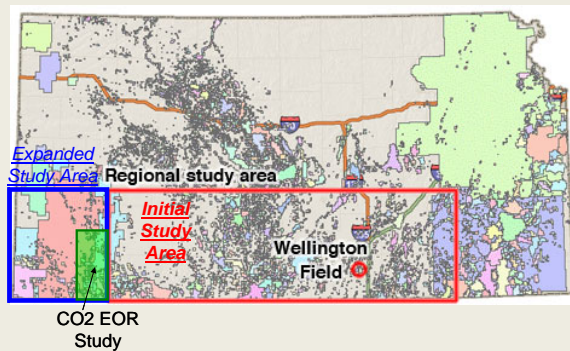 Expanded
Study Area
Regional study area
Initial
Study
Area
Wellington
Field
CO2 EOR
Study